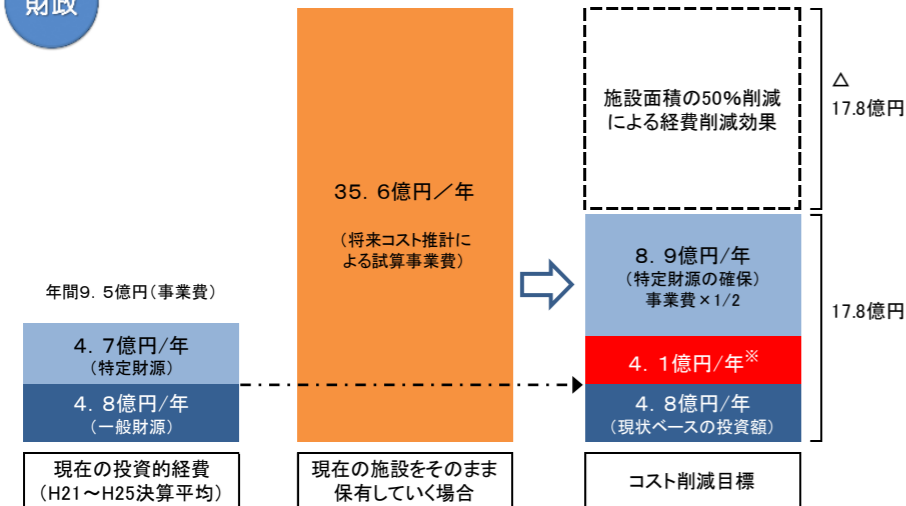 財政
年間9．5億円（事業費）
4．7億円/年
（特定財源）
4．8億円/年
（一般財源）
現在の投資的経費
（H21～H25決算平均）
35．6億円／年
（将来コスト推計に
よる試算事業費）
現在の施設をそのまま
保有していく場合
施設面積の50％削減
による経費削減効果
8．9億円/年
（特定財源の確保）
事業費×1/2
4．1億円/年※
4．8億円/年
（現状ベースの投資額）
コスト削減目標
△
17.8億円
17.8億円